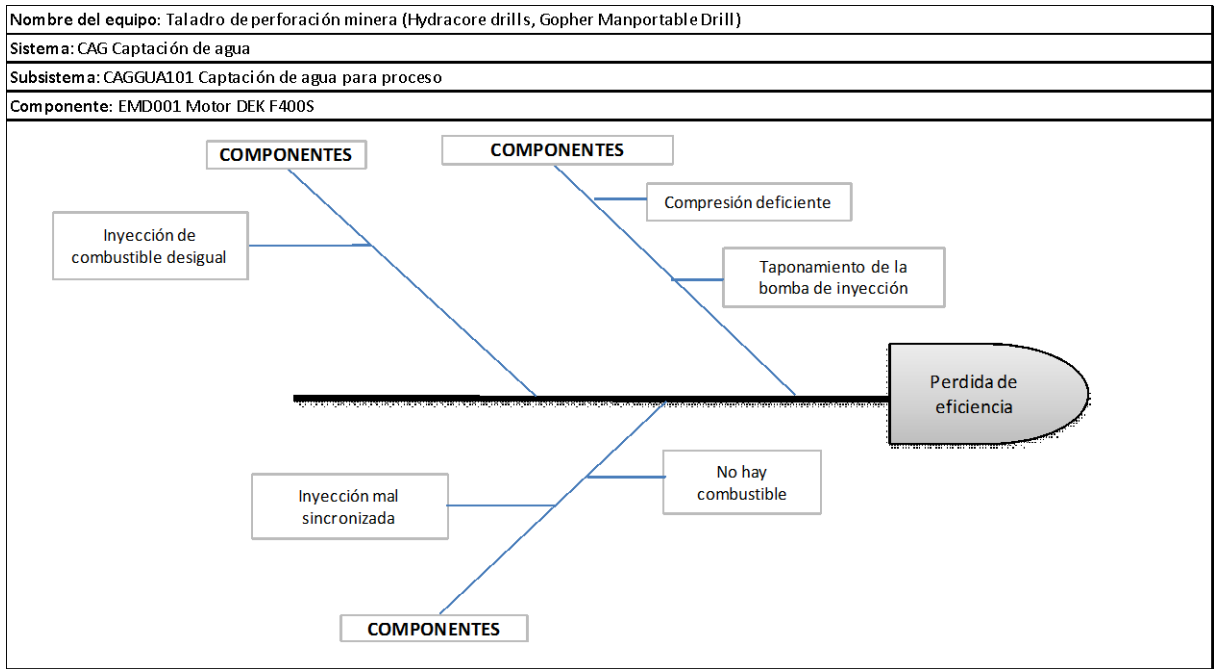 Nombre del equipo: Taladro de perforación minera (Hydracore drills, Gopher Manportable Drill)
Sistema: CAG Captación de agua
Subsistema: CAGGUA101 Captación de agua para proceso
Componente: EMD001 Motor DEK F400S
COMPONENTES
COMPONENTES
Compresión deficiente
Inyección de
combustible desigual
Taponamiento de la
bomba de inyección
Perdida de
eficiencia
No hay
combustible
Inyección mal
sincronizada
COMPONENTES